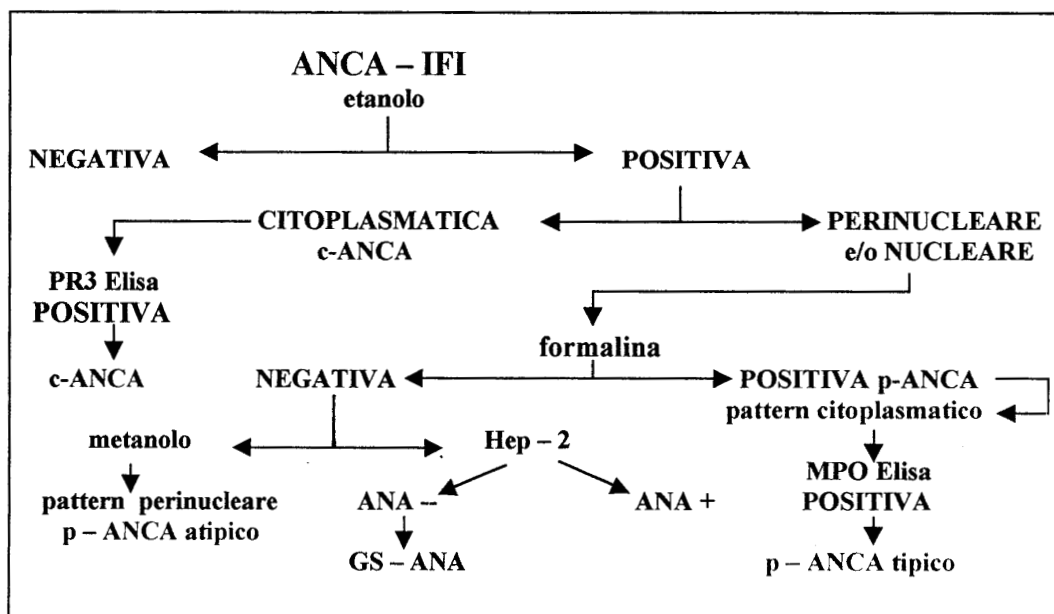 ANCA – IFI
etanolo
NEGATIVA
POSITIVA
CITOPLASMATICA
c-ANCA
PERINUCLEARE
e/o NUCLEARE
PR3 Elisa
POSITIVA
c-ANCA
formalina
NEGATIVA
POSITIVA p-ANCA
pattern citoplasmatico
metanolo
Hep – 2
pattern perinucleare
p – ANCA atipico
ANA --
ANA +
MPO Elisa
POSITIVA
GS – ANA
p – ANCA tipico